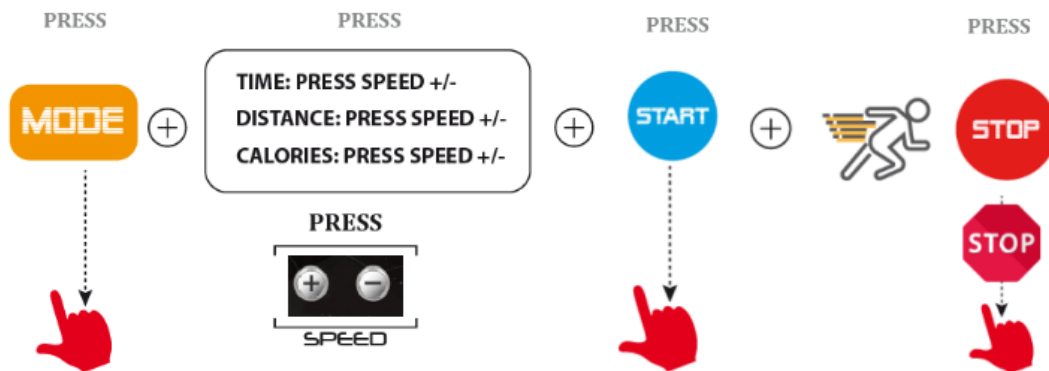 PRESS
PRESS
PRESS
PRESS
MODE
TIME: PRESS SPEED +/-
DISTANCE: PRESS SPEED +/-
CALORIES: PRESS SPEED +/-
START
STOP
PRESS
+ -
SPEED
STOP